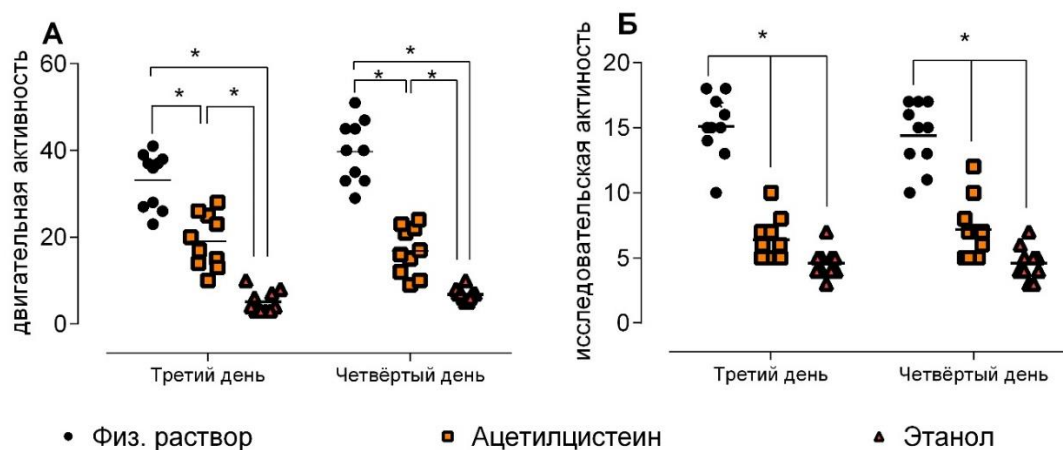 А
двигательная активность
60
40
20
0
*
*
*
*
*
*
Третий день
Четвёртый день
Б
исследовательская актиность
20
15
10
5
0
*
*
Третий день
Четвёртый день
Физ. раствор
Ацетилцистеин
Этанол